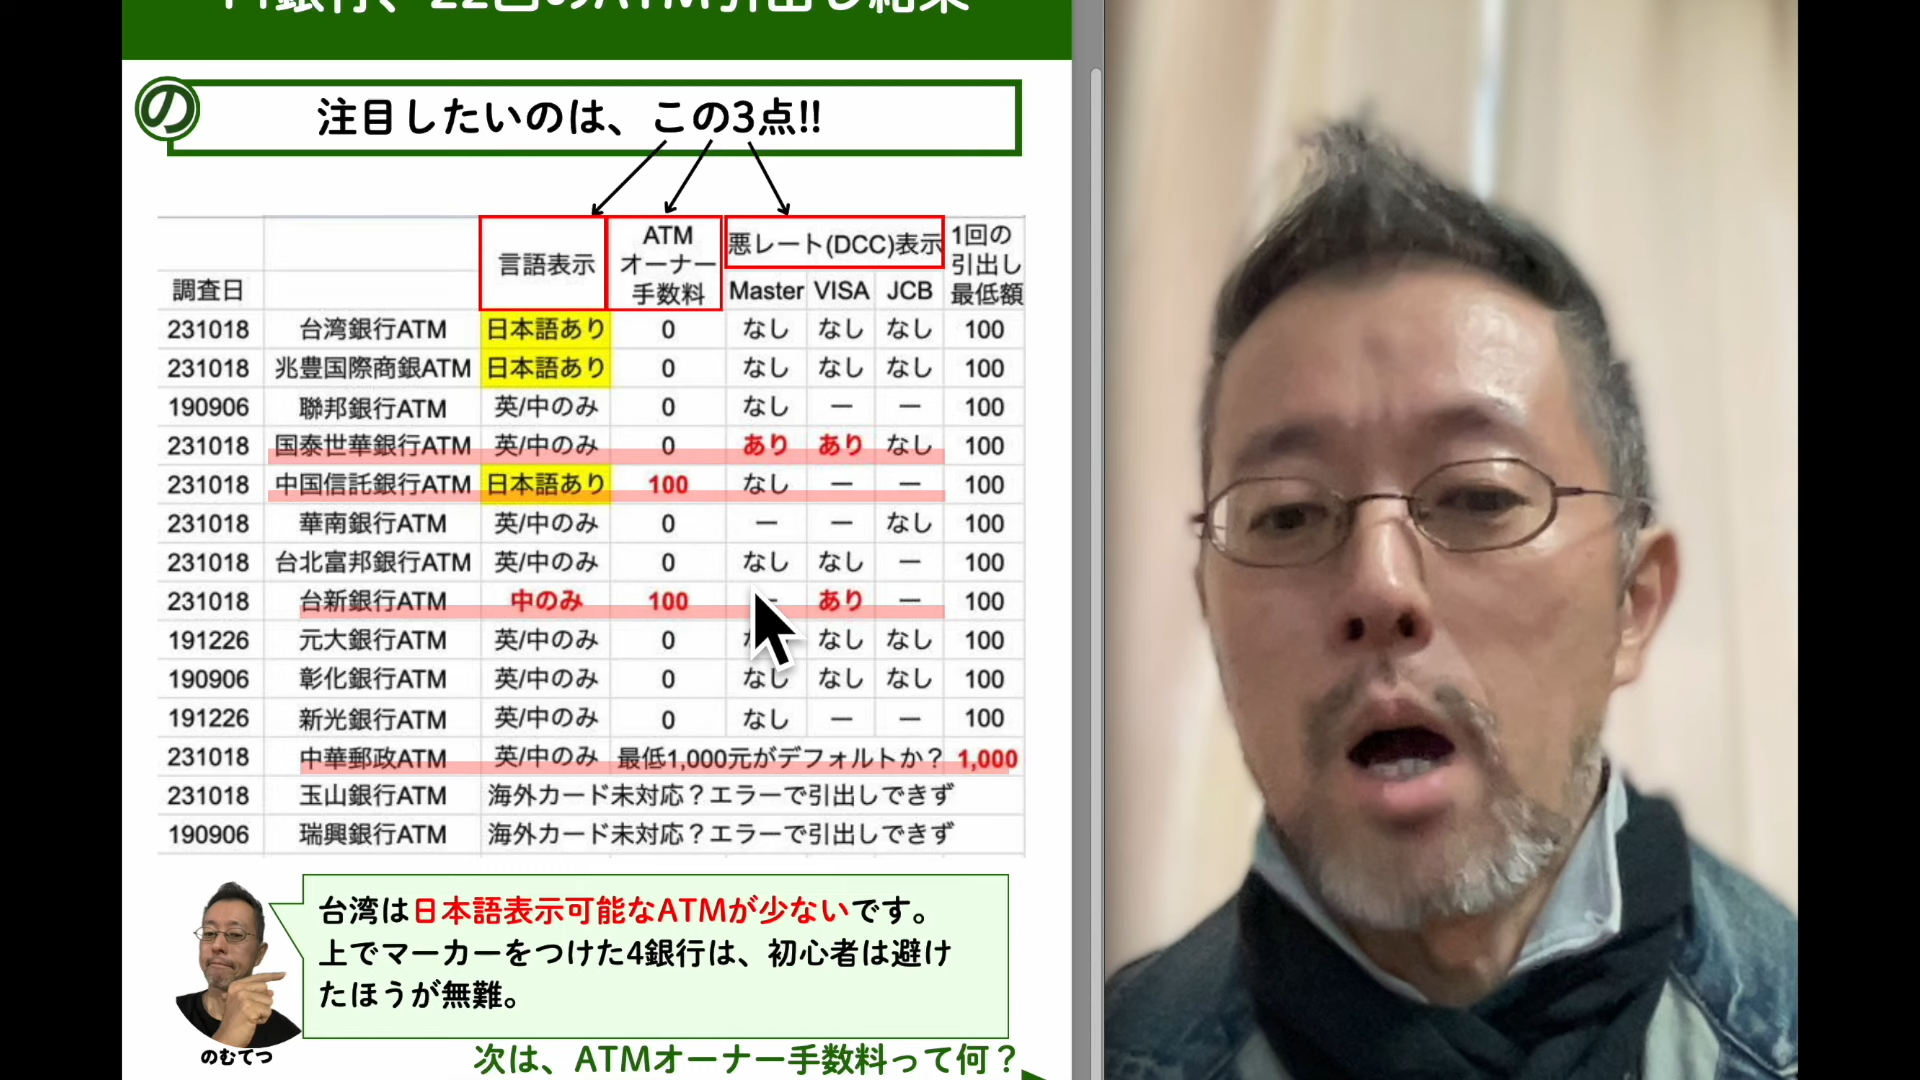 14銀行、22回のATM引出し結果
の
注目したいのは、この3点!!
調査日 言語表示 ATMオーナー手数料 悪レート(DCC)表示 Master VISA JCB 1回の引出し最低額
231018 台湾銀行ATM 日本語あり 0 なし なし なし 100
231018 兆豊国際商銀ATM 日本語あり 0 なし なし なし 100
190906 聯邦銀行ATM 英/中のみ 0 なし ー ー 100
231018 国泰世華銀行ATM 英/中のみ 0 あり あり なし 100
231018 中国信託銀行ATM 日本語あり 100 なし ー ー 100
231018 華南銀行ATM 英/中のみ 0 ー ー なし 100
231018 台北富邦銀行ATM 英/中のみ 0 なし なし ー 100
231018 台新銀行ATM 中のみ 100 ー あり ー 100
191226 元大銀行ATM 英/中のみ 0 なし なし 100
190906 彰化銀行ATM 英/中のみ 0 なし なし なし 100
191226 新光銀行ATM 英/中のみ 0 なし ー ー 100
231018 中華郵政ATM 英/中のみ 最低1,000元がデフォルトか？ 1,000
231018 玉山銀行ATM 海外カード未対応？エラーで引出しできず
190906 瑞興銀行ATM 海外カード未対応？エラーで引出しできず
台湾は日本語表示可能なATMが少ないです。
上でマーカーをつけた4銀行は、初心者は避け
たほうが無難。
のむてつ
次は、ATMオーナー手数料って何？